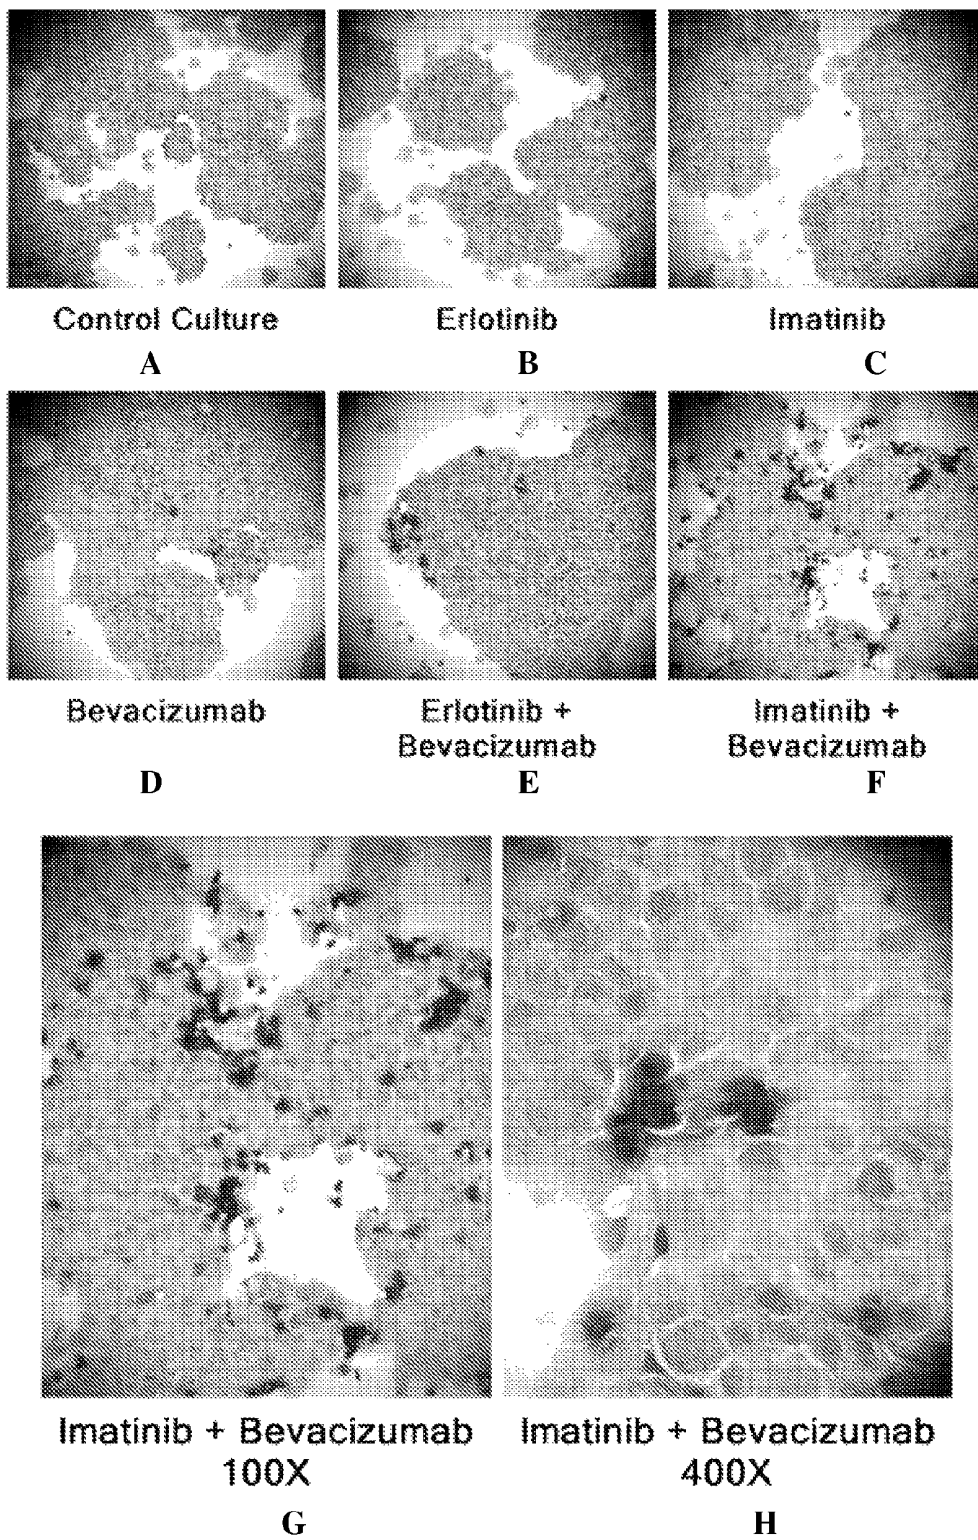 Control Culture
Erlotinib
Imatinib
A
B
C
Bevacizumab
Erlotinib +
Bevacizumab
Imatinib +
Bevacizumab
D
E
F
Imatinib + Bevacizumab
100X
Imatinib + Bevacizumab
400X
G
H